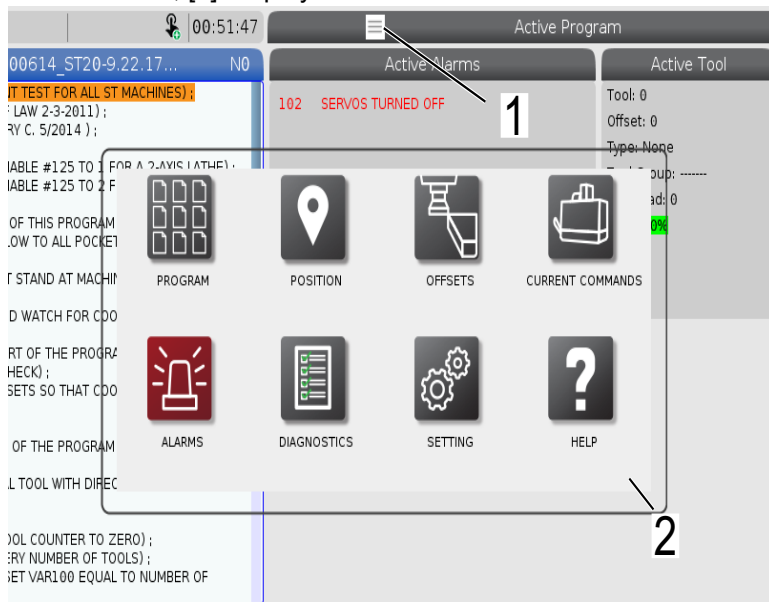 00:51:47
Active Program
00614_ST20-9.22.17... N0
Active Alarms
Active Tool
IT TEST FOR ALL ST MACHINES) ;
LAW 2-3-2011) ;
RY C. 5/2014 ) ;
102 SERVOS TURNED OFF
1
Tool: 0
Offset: 0
Type: None
oup: -------
ad: 0
0%
IABLE #125 TO 1 FOR A 2-AXIS LATHE) ;
IABLE #125 TO 2 F
OF THIS PROGRAM
LOW TO ALL POCKET
T STAND AT MACHIN
D WATCH FOR COO
RT OF THE PROGRA
HECK) ;
SETS SO THAT COO
OF THE PROGRAM
L TOOL WITH DIREC
PROGRAM
POSITION
OFFSETS
CURRENT COMMANDS
ALARMS
DIAGNOSTICS
SETTING
?
HELP
2
OOL COUNTER TO ZERO) ;
ERY NUMBER OF TOOLS) ;
SET VAR100 EQUAL TO NUMBER OF